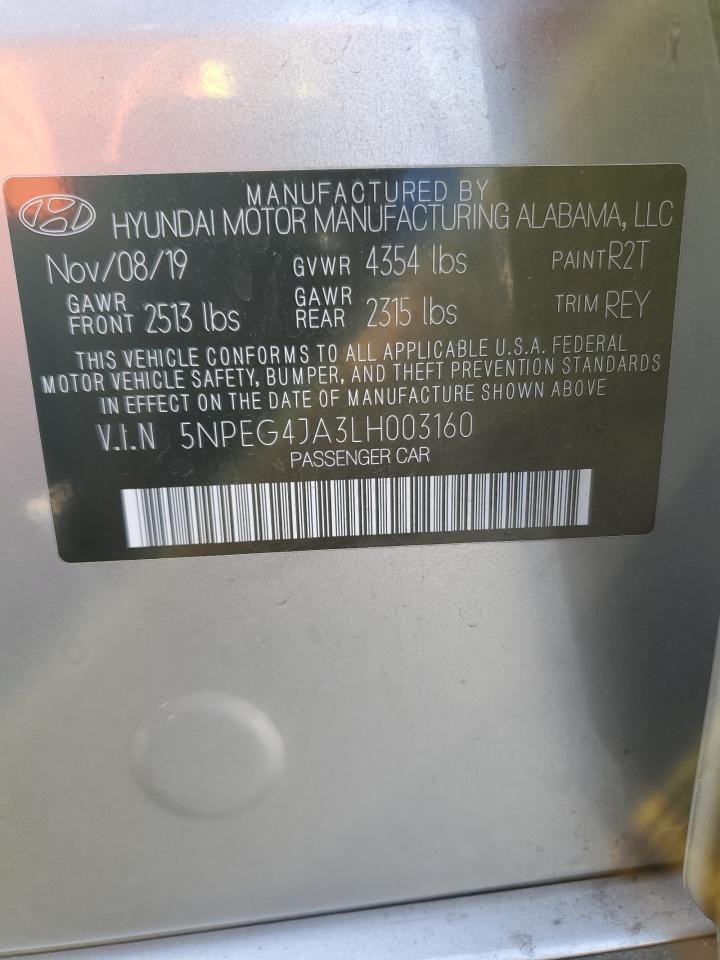 MANUFACTURED BY
HYUNDAI MOTOR MANUFACTURING ALABAMA, LLC
Nov/08/19 GVWR 4354 lbs PAINT R2T
GAWR FRONT 2513 lbs GAWR REAR 2315 lbs TRIM REY
THIS VEHICLE CONFORMS TO ALL APPLICABLE U.S.A. FEDERAL
MOTOR VEHICLE SAFETY, BUMPER, AND THEFT PREVENTION STANDARDS
IN EFFECT ON THE DATE OF MANUFACTURE SHOWN ABOVE
V.I.N 5NPEG4JA3LH003160
PASSENGER CAR